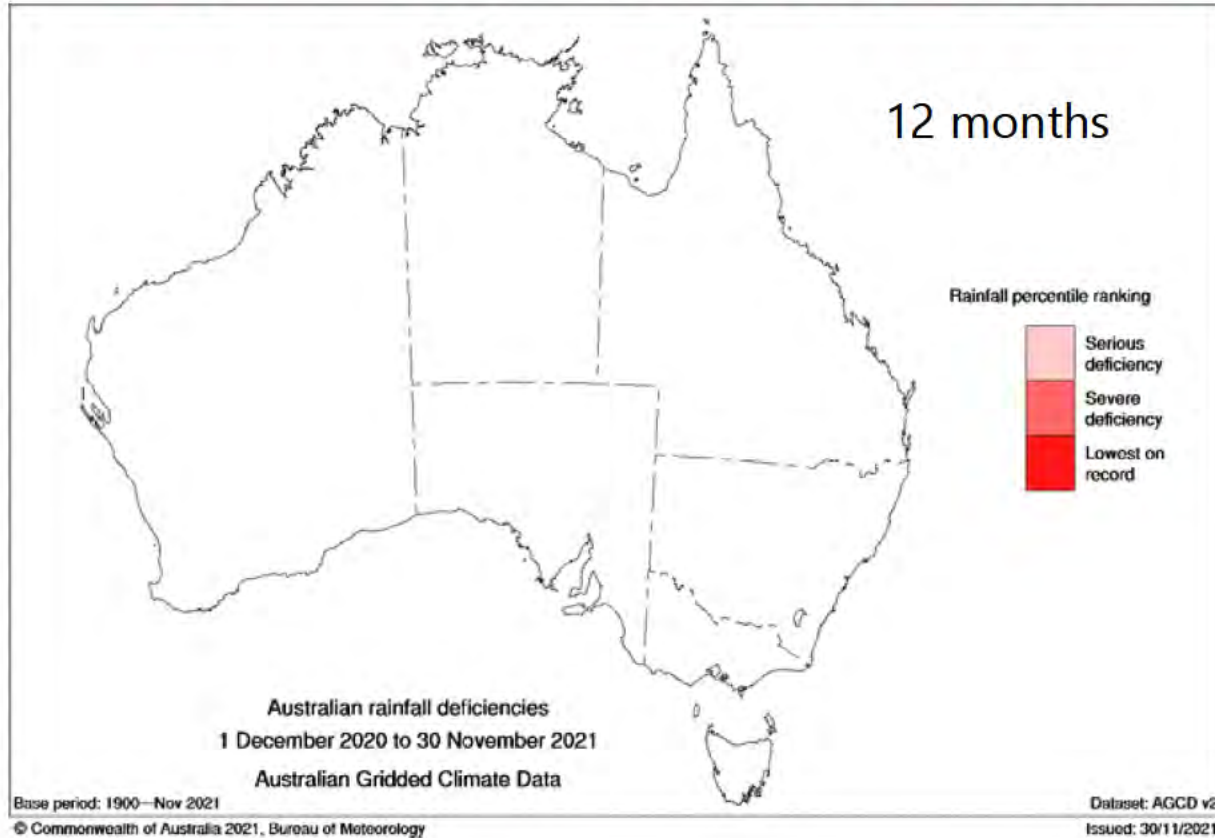 12 months
Rainfall percentile ranking
Serious
deficiency
Severe
deficiency
Lowest on
record
Australian rainfall deficiencies
1 December 2020 to 30 November 2021
Australian Gridded Climate Data
Base period: 1900—Nov 2021
Dataset: AGCD v2
© Commonwealth of Australia 2021, Bureau of Meteorology
Issued: 30/11/2021